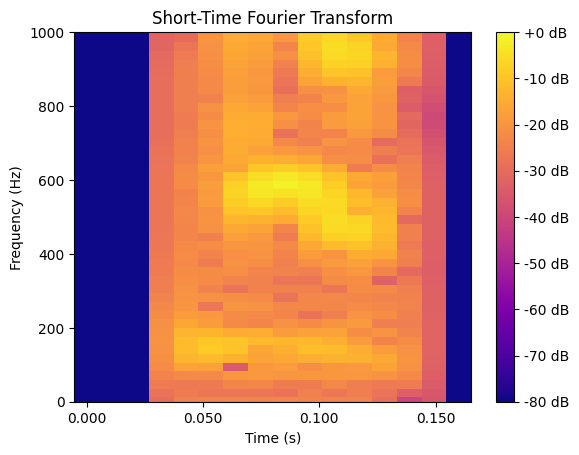 Short-Time Fourier Transform
Frequency (Hz)
1000
800
600
400
200
0
0.000
0.050
0.100
0.150
Time (s)
+0 dB
-10 dB
-20 dB
-30 dB
-40 dB
-50 dB
-60 dB
-70 dB
-80 dB